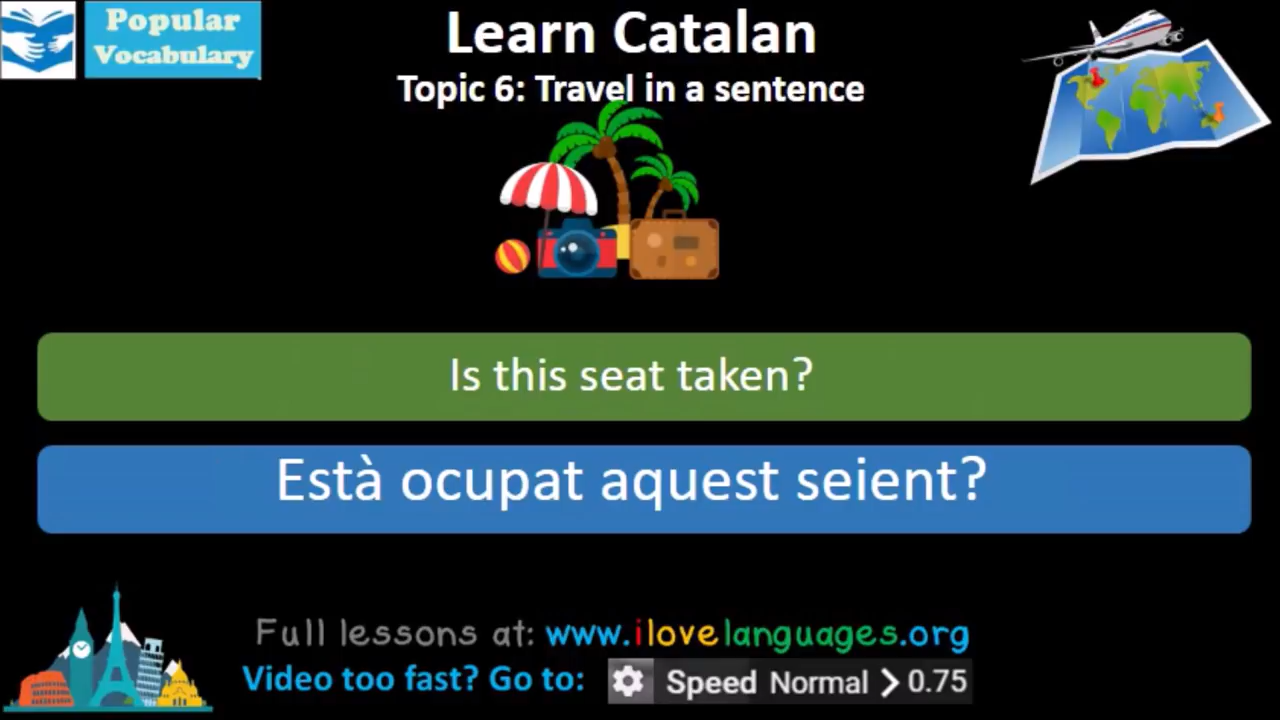 Popular
Vocabulary
Learn Catalan
Topic 6: Travel in a sentence
Is this seat taken?
Està ocupat aquest seient?
Full lessons at: www.ilovelanguages.org
Video too fast? Go to: Speed Normal > 0.75